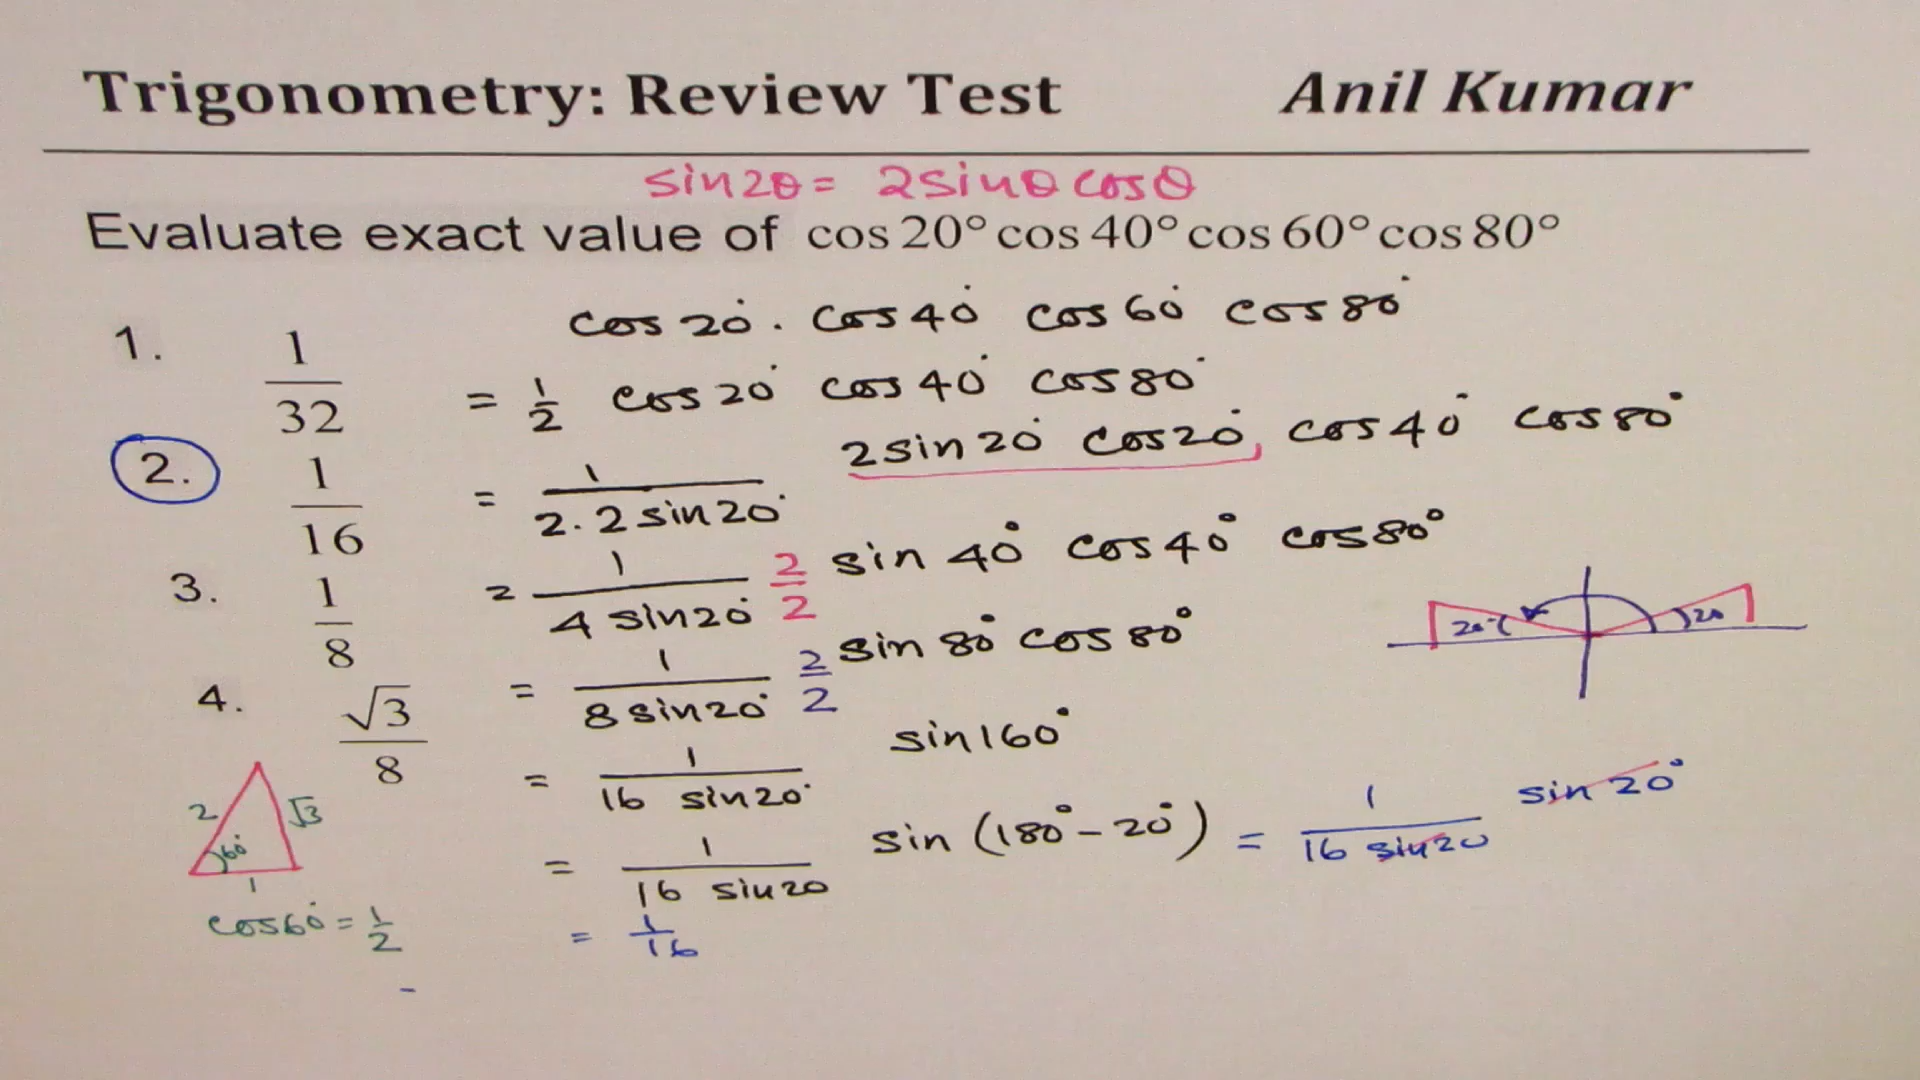 Trigonometry: Review Test Anil Kumar
sin2θ = 2sinθ cosθ
Evaluate exact value of cos 20° cos 40° cos 60° cos 80°
cos 20° . cos 40° cos 60° cos 80°
1. 1/32
= 1/2 cos 20° cos 40° cos 80°
2. 1/16
= 1/(2.2 sin 20°) 2 sin 20° cos 20°, cos 40° cos 80°
3. 1/8
= 1/(4 sin 20°) 2/2 sin 40° cos 40° cos 80°
20° 20
4. √3/8
= 1/(8 sin 20°) 2/2 sin 80° cos 80°
= 1/(16 sin 20°) sin 160°
2 √3 60° 1
= 1/(16 sin 20) sin (180° - 20°) = 1/(16 sin 20) sin 20°
cos 60° = 1/2
= 1/16